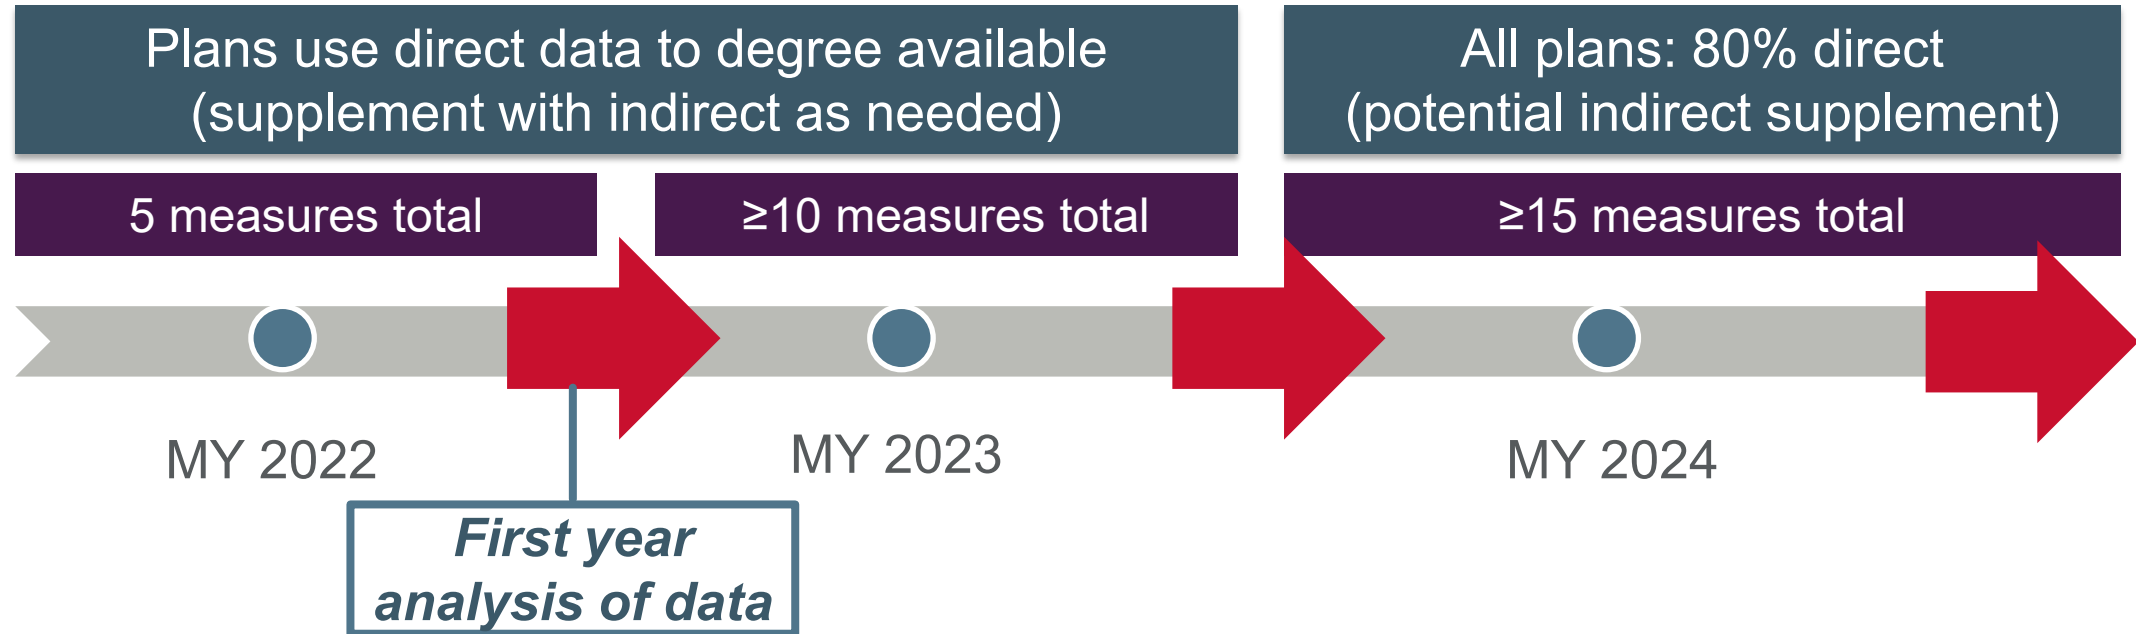 Plans use direct data to degree available
(supplement with indirect as needed)
All plans: 80% direct
(potential indirect supplement)
5 measures total
≥10 measures total
≥15 measures total
MY 2022
MY 2023
MY 2024
First year
analysis of data